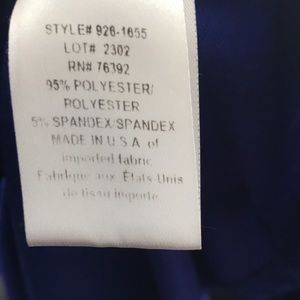 STYLE# 926-1655
LOT# 2302
RN# 76392
95% POLYESTER/
POLYESTER
5% SPANDEX/SPANDEX
MADE IN U.S.A. of
imported fabric
Fabrique aux États-Unis
de tissu importe